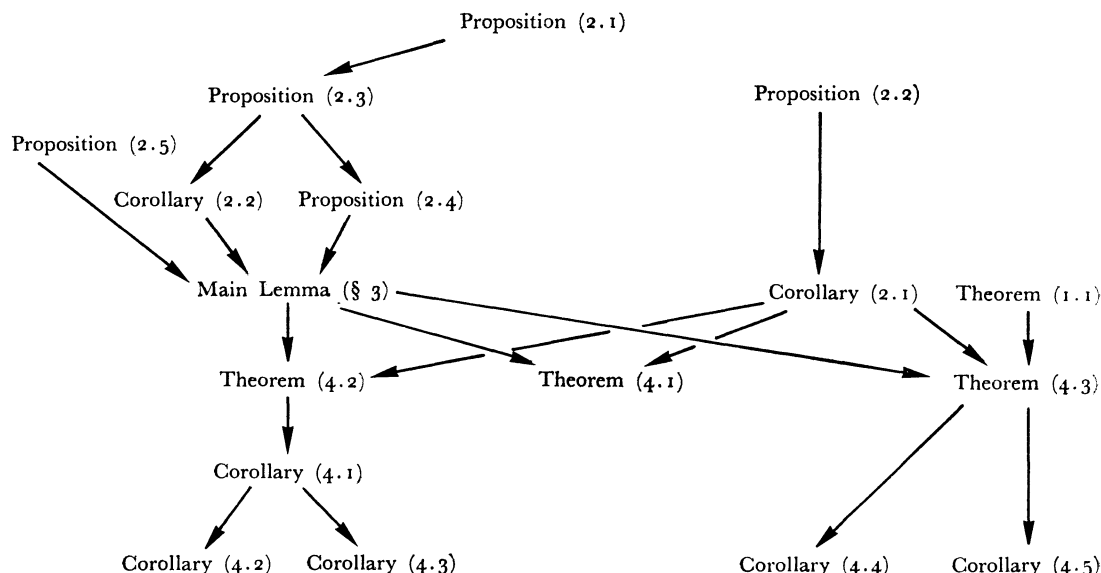 Proposition (2.1)
Proposition (2.3)
Proposition (2.2)
Proposition (2.5)
Corollary (2.2)
Proposition (2.4)
Main Lemma (§ 3)
Corollary (2.1)
Theorem (1.1)
Theorem (4.2)
Theorem (4.1)
Theorem (4.3)
Corollary (4.1)
Corollary (4.2)
Corollary (4.3)
Corollary (4.4)
Corollary (4.5)